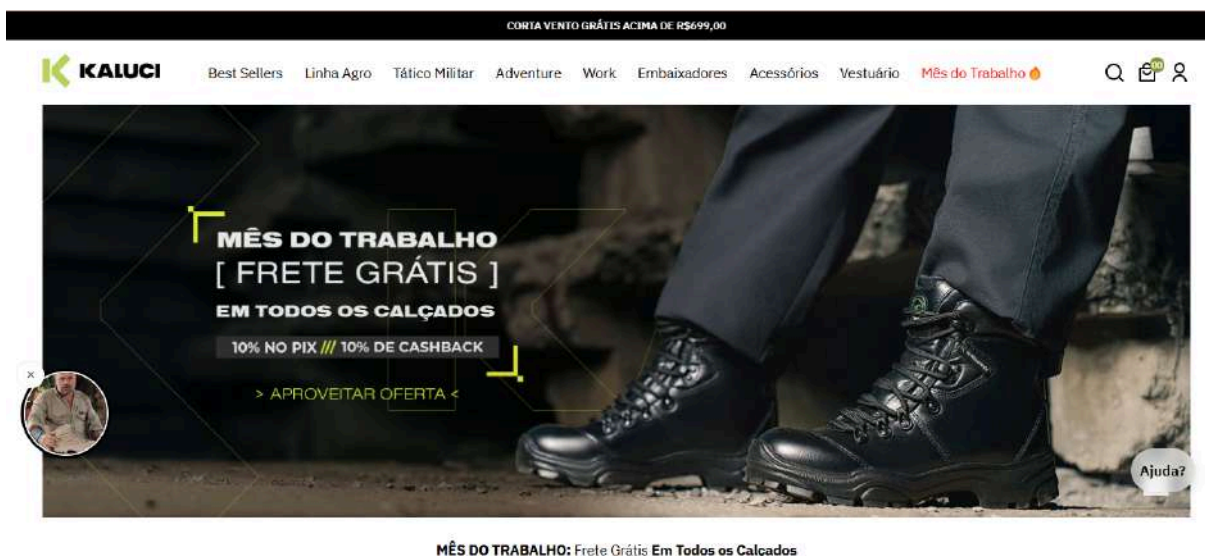 CORTA VENTO GRÁTIS ACIMA DE R$699,00
KALUCI
Best Sellers Linha Agro Tático Militar Adventure Work Embaixadores Acessórios Vestuário Mês do Trabalho🔥
00
MÊS DO TRABALHO
[ FRETE GRÁTIS ]
EM TODOS OS CALÇADOS
10% NO PIX /// 10% DE CASHBACK
> APROVEITAR OFERTA <
×
Ajuda?
MÊS DO TRABALHO: Frete Grátis Em Todos os Calçados